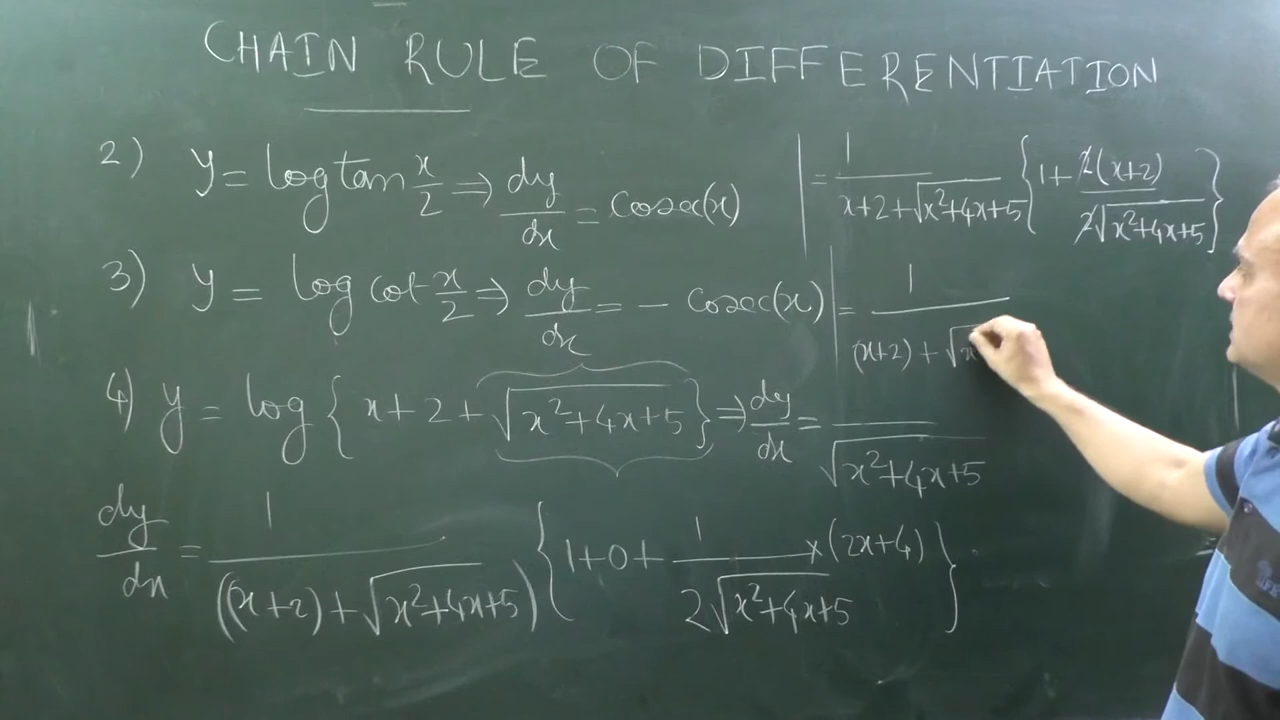 CHAIN RULE OF DIFFERENTIATION
2) y = log tan x/2 ⇒ dy/dx = cosec(x)
3) y = log cot x/2 ⇒ dy/dx = - cosec(x)
4) y = log { x+2+√(x²+4x+5) } ⇒ dy/dx = /√(x²+4x+5)
dy/dx = 1/((x+2)+√(x²+4x+5)) { 1+0+ 1/(2√(x²+4x+5)) × (2x+4) }
= 1/(x+2+√(x²+4x+5)) { 1+ 2(x+2)/(2√(x²+4x+5)) }
= 1/((x+2)+√x